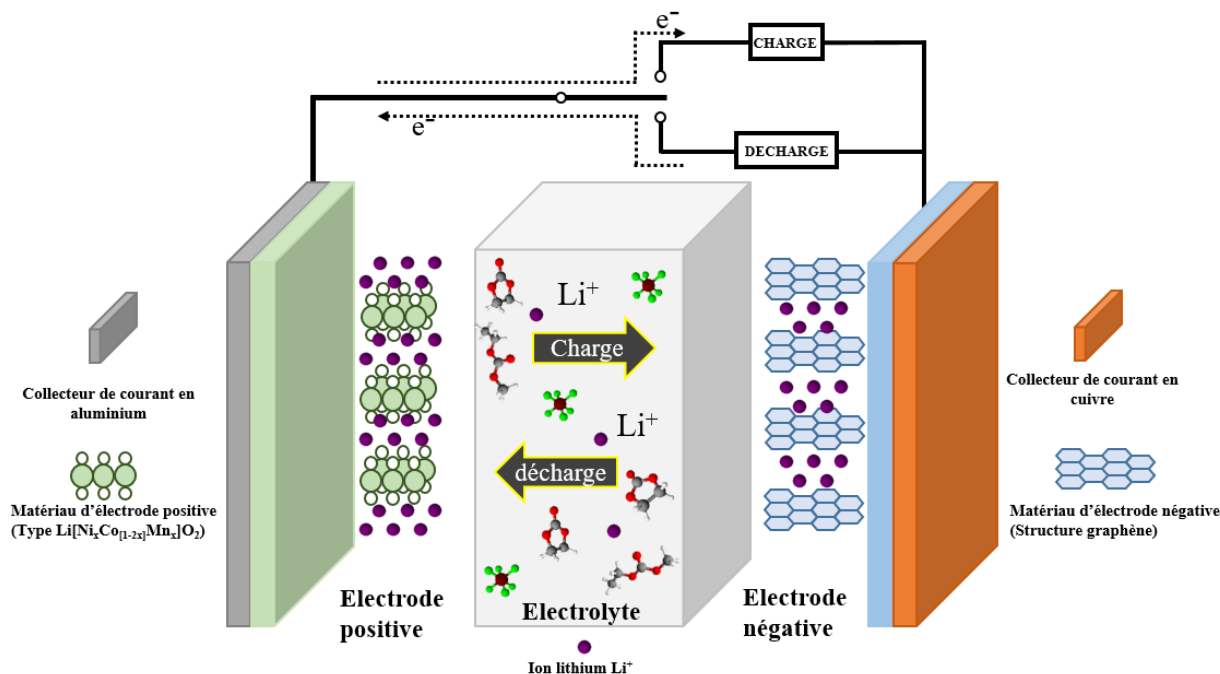 e⁻
CHARGE
e⁻
DECHARGE
Li⁺
Charge
Li⁺
décharge
Collecteur de courant en
aluminium
Matériau d'électrode positive
(Type Li[NiₓCo[1-2x]Mnₓ]O₂)
Collecteur de courant en
cuivre
Matériau d'électrode négative
(Structure graphène)
Electrode
positive
Electrolyte
Electrode
négative
Ion lithium Li⁺